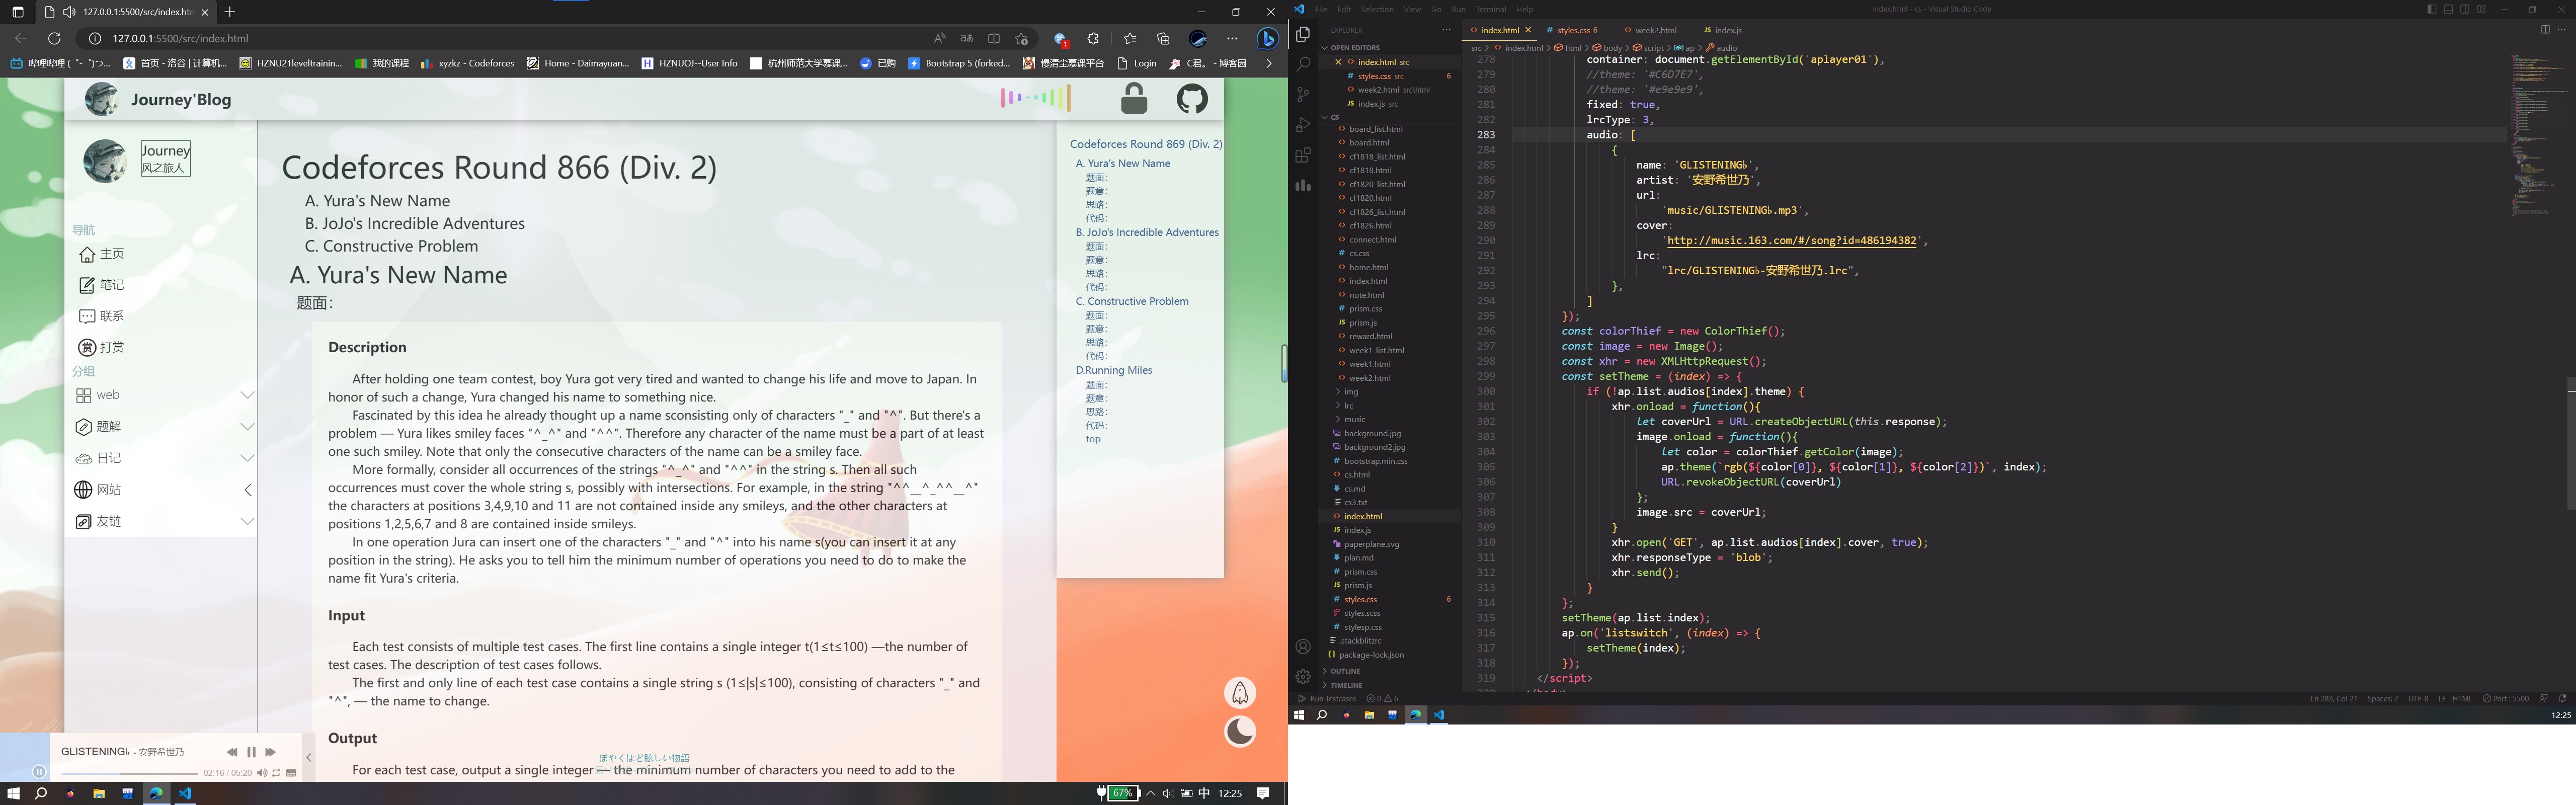 127.0.0.1:5500/src/index.htn
127.0.0.1:5500/src/index.html
哔哩哔哩 (゜-゜)つ...
首页 - 洛谷 | 计算机...
HZNU21leveltrainin...
我的课程
xyzkz - Codeforces
Home - Daimayuan...
HZNUOJ--User Info
杭州师范大学慕课...
已购
Bootstrap 5 (forked...
慢清尘慕课平台
Login
C君。 - 博客园
Journey'Blog
Journey
风之旅人
导航
主页
笔记
联系
打赏
分组
web
题解
日记
网站
友链
Codeforces Round 866 (Div. 2)
A. Yura's New Name
B. JoJo's Incredible Adventures
C. Constructive Problem
A. Yura's New Name
题面：
Description
After holding one team contest, boy Yura got very tired and wanted to change his life and move to Japan. In
honor of such a change, Yura changed his name to something nice.
Fascinated by this idea he already thought up a name sconsisting only of characters "_" and "^". But there's a
problem — Yura likes smiley faces "^_^" and "^^". Therefore any character of the name must be a part of at least
one such smiley. Note that only the consecutive characters of the name can be a smiley face.
More formally, consider all occurrences of the strings "^_^" and "^^" in the string s. Then all such
occurrences must cover the whole string s, possibly with intersections. For example, in the string "^^__^_^^__^"
the characters at positions 3,4,9,10 and 11 are not contained inside any smileys, and the other characters at
positions 1,2,5,6,7 and 8 are contained inside smileys.
In one operation Jura can insert one of the characters "_" and "^" into his name s(you can insert it at any
position in the string). He asks you to tell him the minimum number of operations you need to do to make the
name fit Yura's criteria.
Input
Each test consists of multiple test cases. The first line contains a single integer t(1≤t≤100) —the number of
test cases. The description of test cases follows.
The first and only line of each test case contains a single string s (1≤|s|≤100), consisting of characters "_" and
"^", — the name to change.
Output
For each test case, output a single integer — the minimum number of characters you need to add to the
ぼやくほど眩しい物語
Codeforces Round 869 (Div. 2)
A. Yura's New Name
题面：
题意：
思路：
代码：
B. JoJo's Incredible Adventures
题面：
题意：
思路：
代码：
C. Constructive Problem
题面：
题意：
思路：
代码：
D.Running Miles
题面：
题意：
思路：
代码：
top
GLISTENING♭ - 安野希世乃
02:16 / 05:20
67%
中
12:25
File Edit Selection View Go Run Terminal Help
index.html - cs - Visual Studio Code
EXPLORER
OPEN EDITORS
index.html src
styles.css src 6
week2.html src\html
index.js src
CS
board_list.html
board.html
cf1818_list.html
cf1818.html
cf1820_list.html
cf1820.html
cf1826_list.html
cf1826.html
connect.html
cs.css
home.html
index.html
note.html
prism.css
prism.js
reward.html
week1_list.html
week1.html
week2.html
img
lrc
music
background.jpg
background2.jpg
bootstrap.min.css
cs.html
cs.md
cs3.txt
index.html
index.js
paperplane.svg
plan.md
prism.css
prism.js
styles.css 6
styles.scss
stylesp.css
.stackblitzrc
package-lock.json
OUTLINE
TIMELINE
index.html
styles.css 6
week2.html
index.js
src > index.html > html > body > script > ap > audio
278 container: document.getElementById('aplayer01'),
279 //theme: '#C6D7E7',
280 //theme: '#e9e9e9',
281 fixed: true,
282 lrcType: 3,
283 audio: [
284 {
285 name: 'GLISTENING♭',
286 artist: '安野希世乃',
287 url:
288 'music/GLISTENING♭.mp3',
289 cover:
290 'http://music.163.com/#/song?id=486194382',
291 lrc:
292 "lrc/GLISTENING♭-安野希世乃.lrc",
293 },
294 ]
295 });
296 const colorThief = new ColorThief();
297 const image = new Image();
298 const xhr = new XMLHttpRequest();
299 const setTheme = (index) => {
300 if (!ap.list.audios[index].theme) {
301 xhr.onload = function(){
302 let coverUrl = URL.createObjectURL(this.response);
303 image.onload = function(){
304 let color = colorThief.getColor(image);
305 ap.theme(`rgb(${color[0]}, ${color[1]}, ${color[2]})`, index);
306 URL.revokeObjectURL(coverUrl)
307 };
308 image.src = coverUrl;
309 }
310 xhr.open('GET', ap.list.audios[index].cover, true);
311 xhr.responseType = 'blob';
312 xhr.send();
313 }
314 };
315 setTheme(ap.list.index);
316 ap.on('listswitch', (index) => {
317 setTheme(index);
318 });
319 </script>
Run Testcases
0 6
Ln 283, Col 21 Spaces: 2 UTF-8 LF HTML Port : 5500
12:25